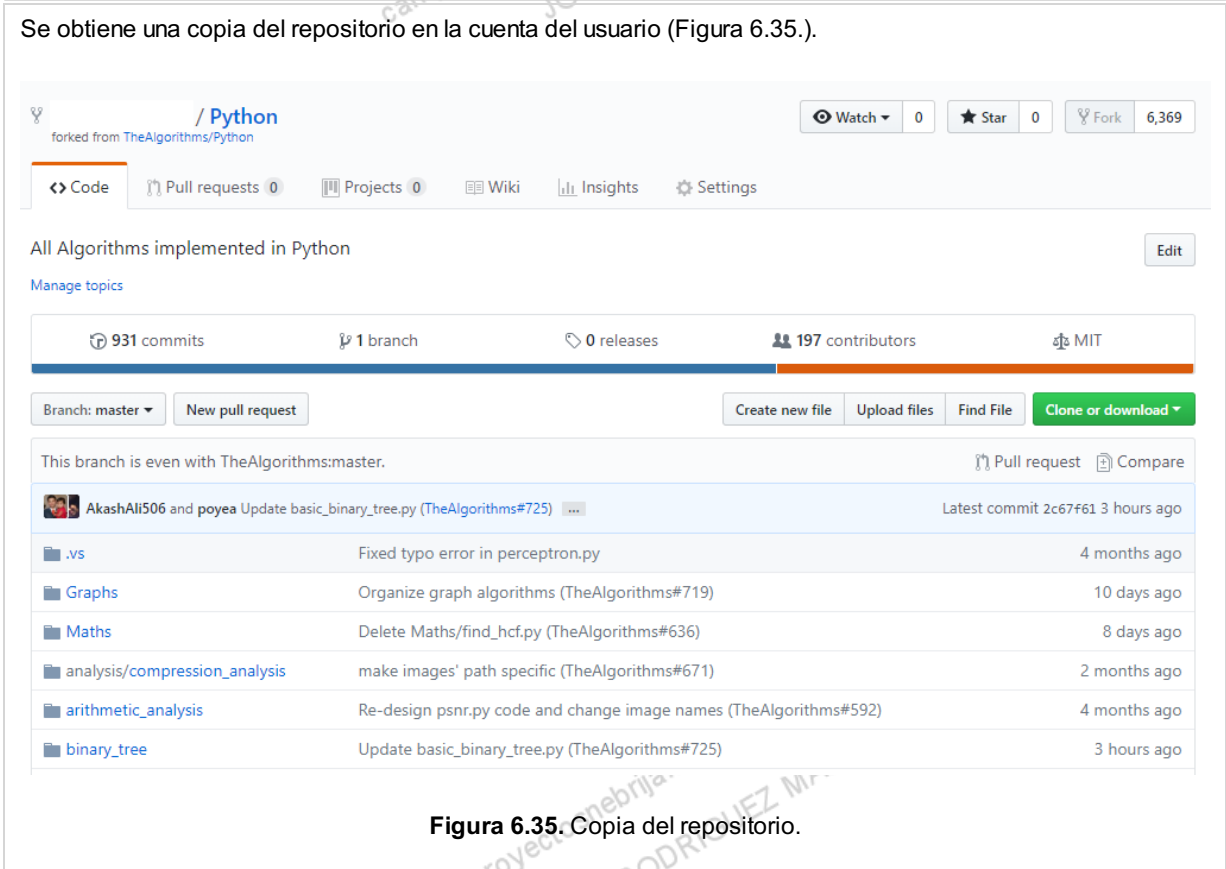 Se obtiene una copia del repositorio en la cuenta del usuario (Figura 6.35.).
/ Python
forked from TheAlgorithms/Python
Watch 0 Star 0 Fork 6,369
Code Pull requests 0 Projects 0 Wiki Insights Settings
All Algorithms implemented in Python Edit
Manage topics
931 commits 1 branch 0 releases 197 contributors MIT
Branch: master New pull request Create new file Upload files Find File Clone or download
This branch is even with TheAlgorithms:master. Pull request Compare
AkashAli506 and poyea Update basic_binary_tree.py (TheAlgorithms#725) ... Latest commit 2c67f61 3 hours ago
.vs Fixed typo error in perceptron.py 4 months ago
Graphs Organize graph algorithms (TheAlgorithms#719) 10 days ago
Maths Delete Maths/find_hcf.py (TheAlgorithms#636) 8 days ago
analysis/compression_analysis make images' path specific (TheAlgorithms#671) 2 months ago
arithmetic_analysis Re-design psnr.py code and change image names (TheAlgorithms#592) 4 months ago
binary_tree Update basic_binary_tree.py (TheAlgorithms#725) 3 hours ago
Figura 6.35. Copia del repositorio.